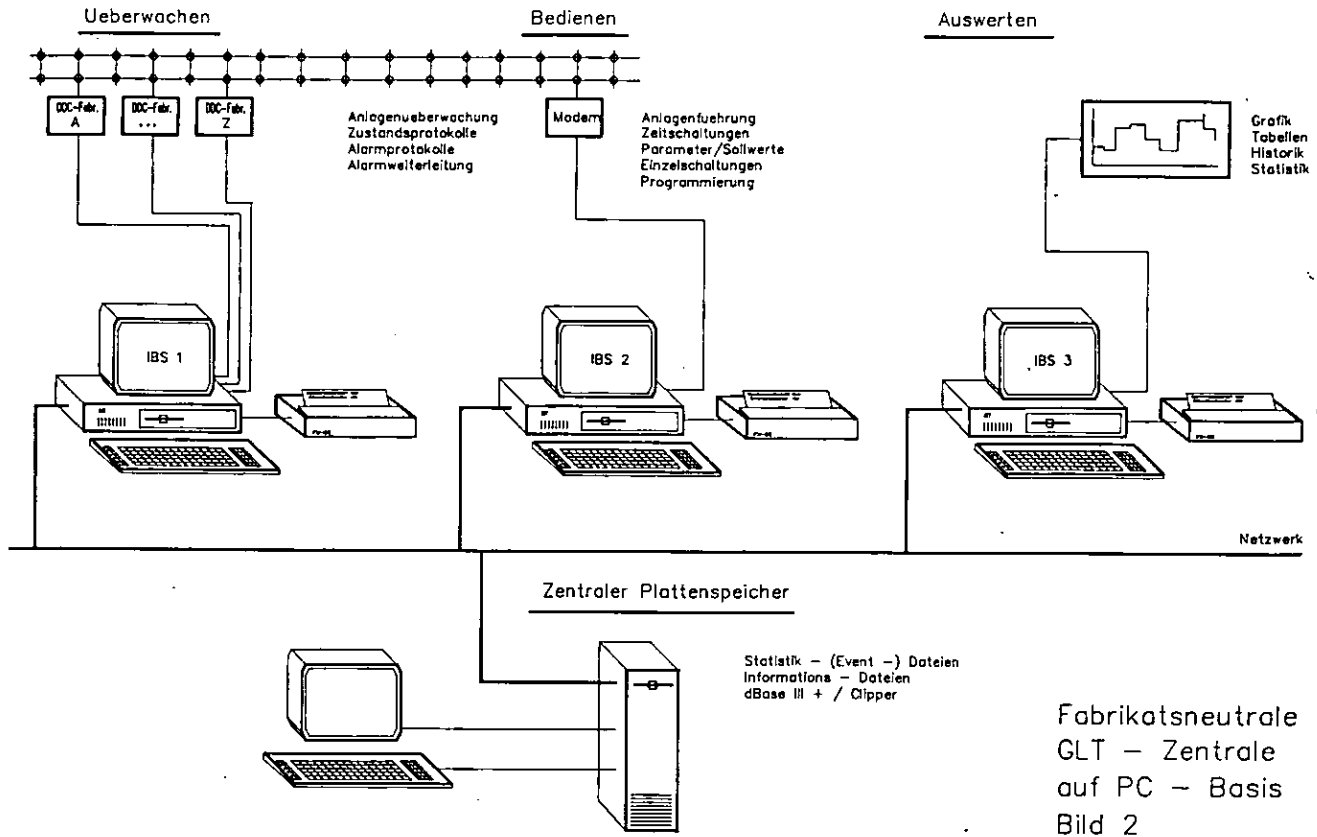 Ueberwachen
Bedienen
Auswerten
DDC-Fabr.
A
DDC-Fabr.
...
DDC-Fabr.
Z
Anlagenueberwachung
Zustandsprotokolle
Alarmprotokolle
Alarmweiterleitung
Modem
Anlagenfuehrung
Zeitschaltungen
Parameter/Sollwerte
Einzelschaltungen
Programmierung
Grafik
Tabellen
Historik
Statistik
IBS 1
IBS 2
IBS 3
Netzwerk
Zentraler Plattenspeicher
Statistik - (Event -) Dateien
Informations - Dateien
dBase III + / Clipper
Fabrikatsneutrale
GLT - Zentrale
auf PC - Basis
Bild 2